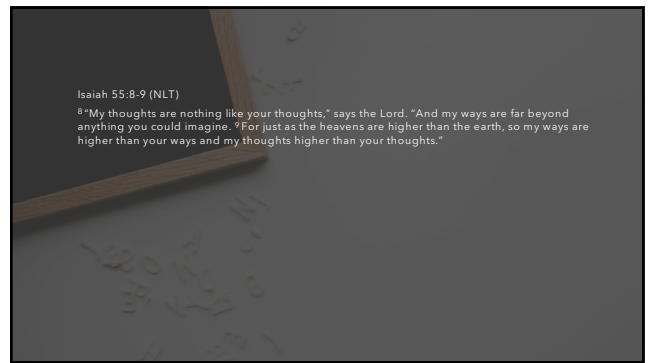 Isaiah 55:8-9 (NLT)
8 “My thoughts are nothing like your thoughts,” says the Lord. “And my ways are far beyond
anything you could imagine. 9 For just as the heavens are higher than the earth, so my ways are
higher than your ways and my thoughts higher than your thoughts.”